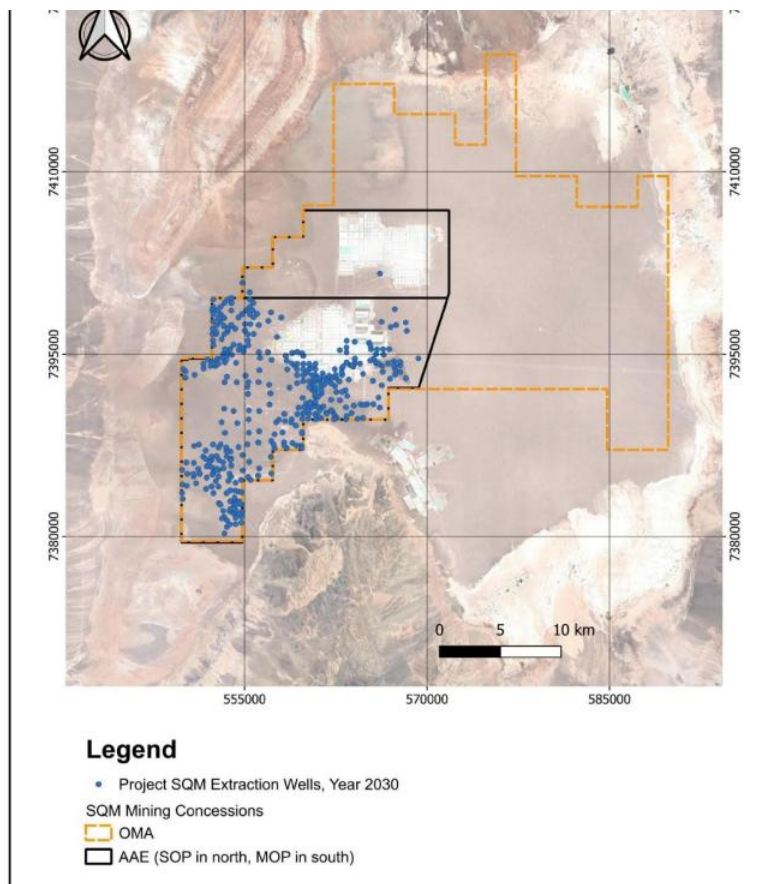 7410000
7410000
7395000
7395000
7380000
7380000
0 5 10 km
555000 570000 585000
Legend
Project SQM Extraction Wells, Year 2030
SQM Mining Concessions
OMA
AAE (SOP in north, MOP in south)